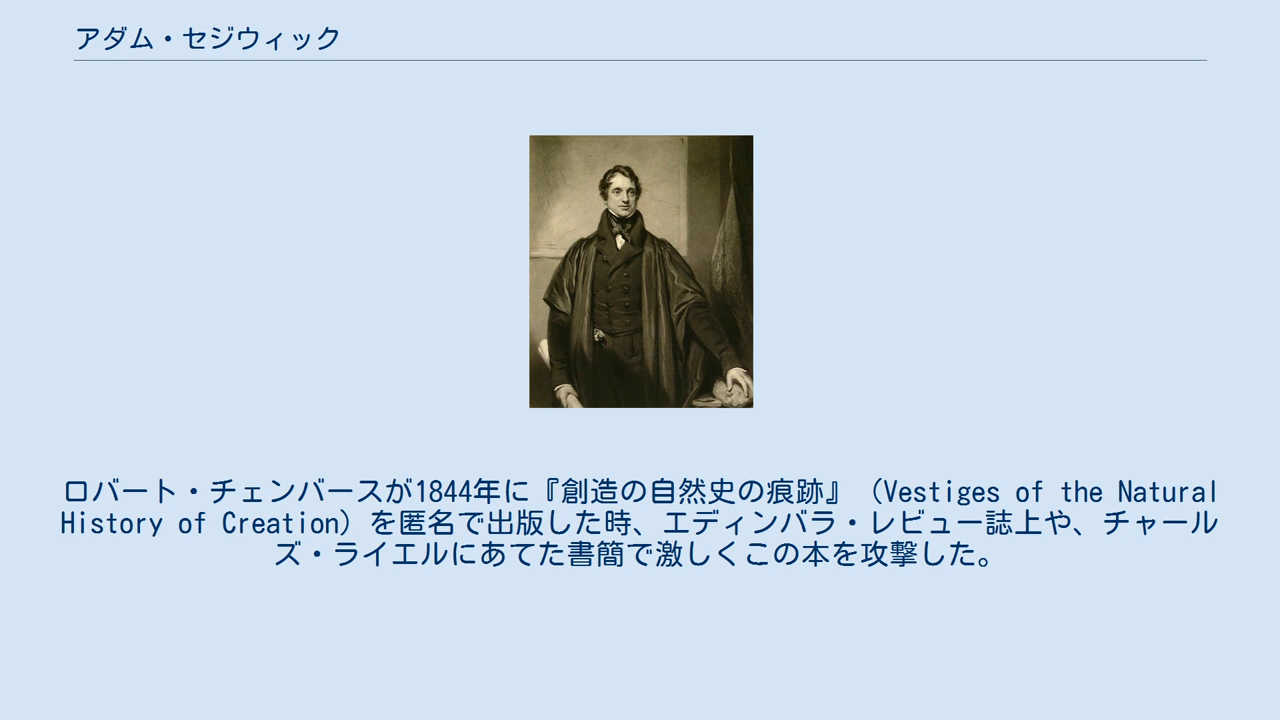 アダム・セジウィック
ロバート・チェンバースが1844年に『創造の自然史の痕跡』（Vestiges of the Natural
History of Creation）を匿名で出版した時、エディンバラ・レビュー誌上や、チャール
ズ・ライエルにあてた書簡で激しくこの本を攻撃した。